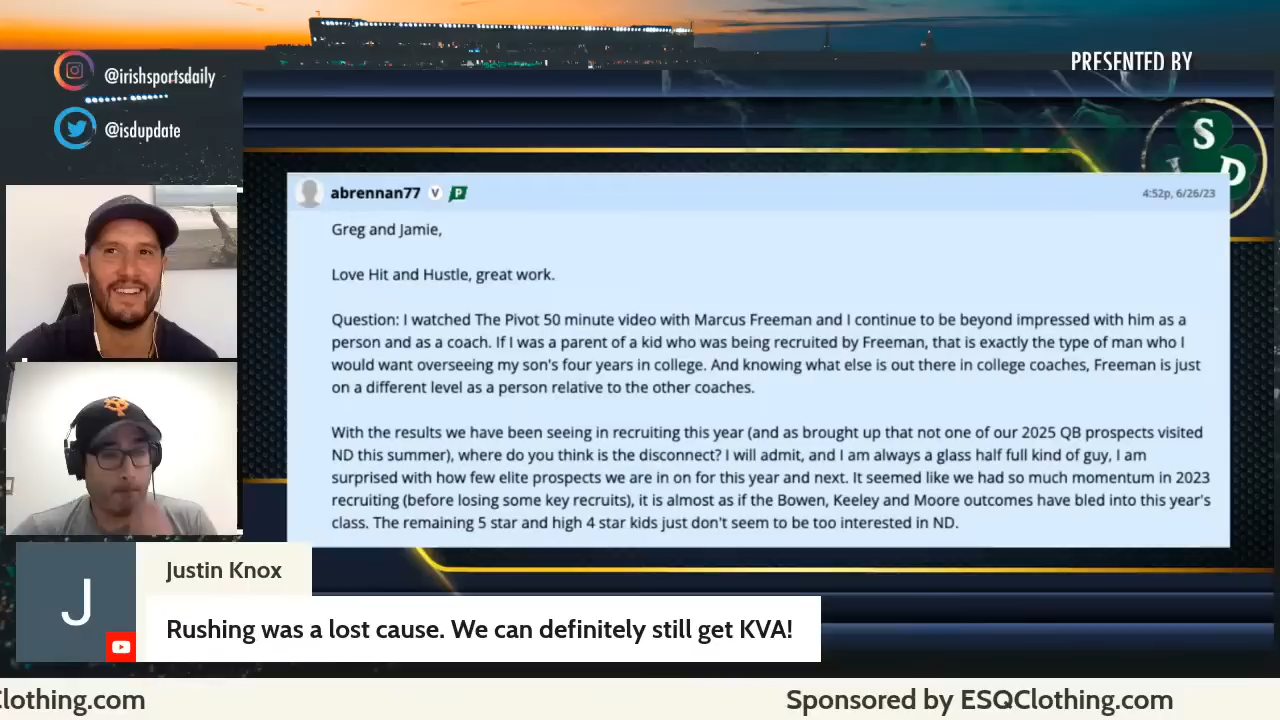 @irishsportsdaily
@isdupdate
PRESENTED BY
S
D
abrennan77 V P
4:52p, 6/26/23
Greg and Jamie,
Love Hit and Hustle, great work.
Question: I watched The Pivot 50 minute video with Marcus Freeman and I continue to be beyond impressed with him as a
person and as a coach. If I was a parent of a kid who was being recruited by Freeman, that is exactly the type of man who I
would want overseeing my son's four years in college. And knowing what else is out there in college coaches, Freeman is just
on a different level as a person relative to the other coaches.
With the results we have been seeing in recruiting this year (and as brought up that not one of our 2025 QB prospects visited
ND this summer), where do you think is the disconnect? I will admit, and I am always a glass half full kind of guy, I am
surprised with how few elite prospects we are in on for this year and next. It seemed like we had so much momentum in 2023
recruiting (before losing some key recruits), it is almost as if the Bowen, Keeley and Moore outcomes have bled into this year's
class. The remaining 5 star and high 4 star kids just don't seem to be too interested in ND.
J
Justin Knox
Rushing was a lost cause. We can definitely still get KVA!
Clothing.com
Sponsored by ESQClothing.com